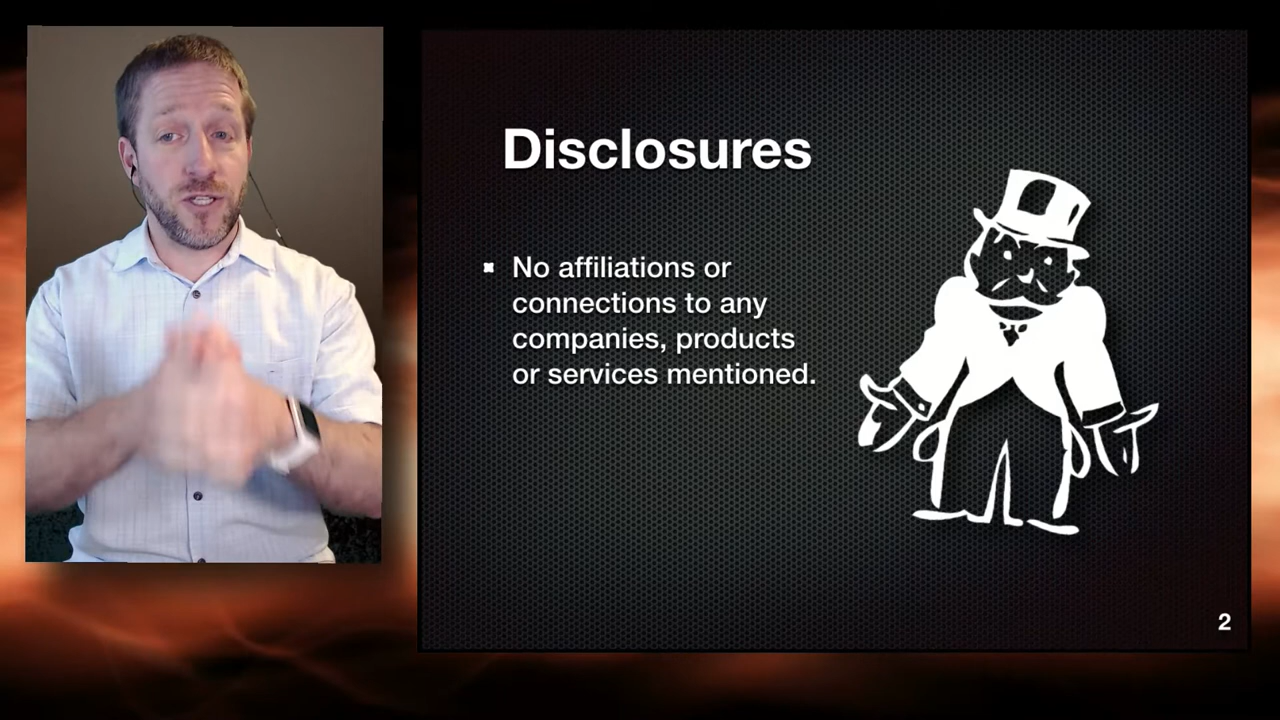 Disclosures
No affiliations or
connections to any
companies, products
or services mentioned.
2